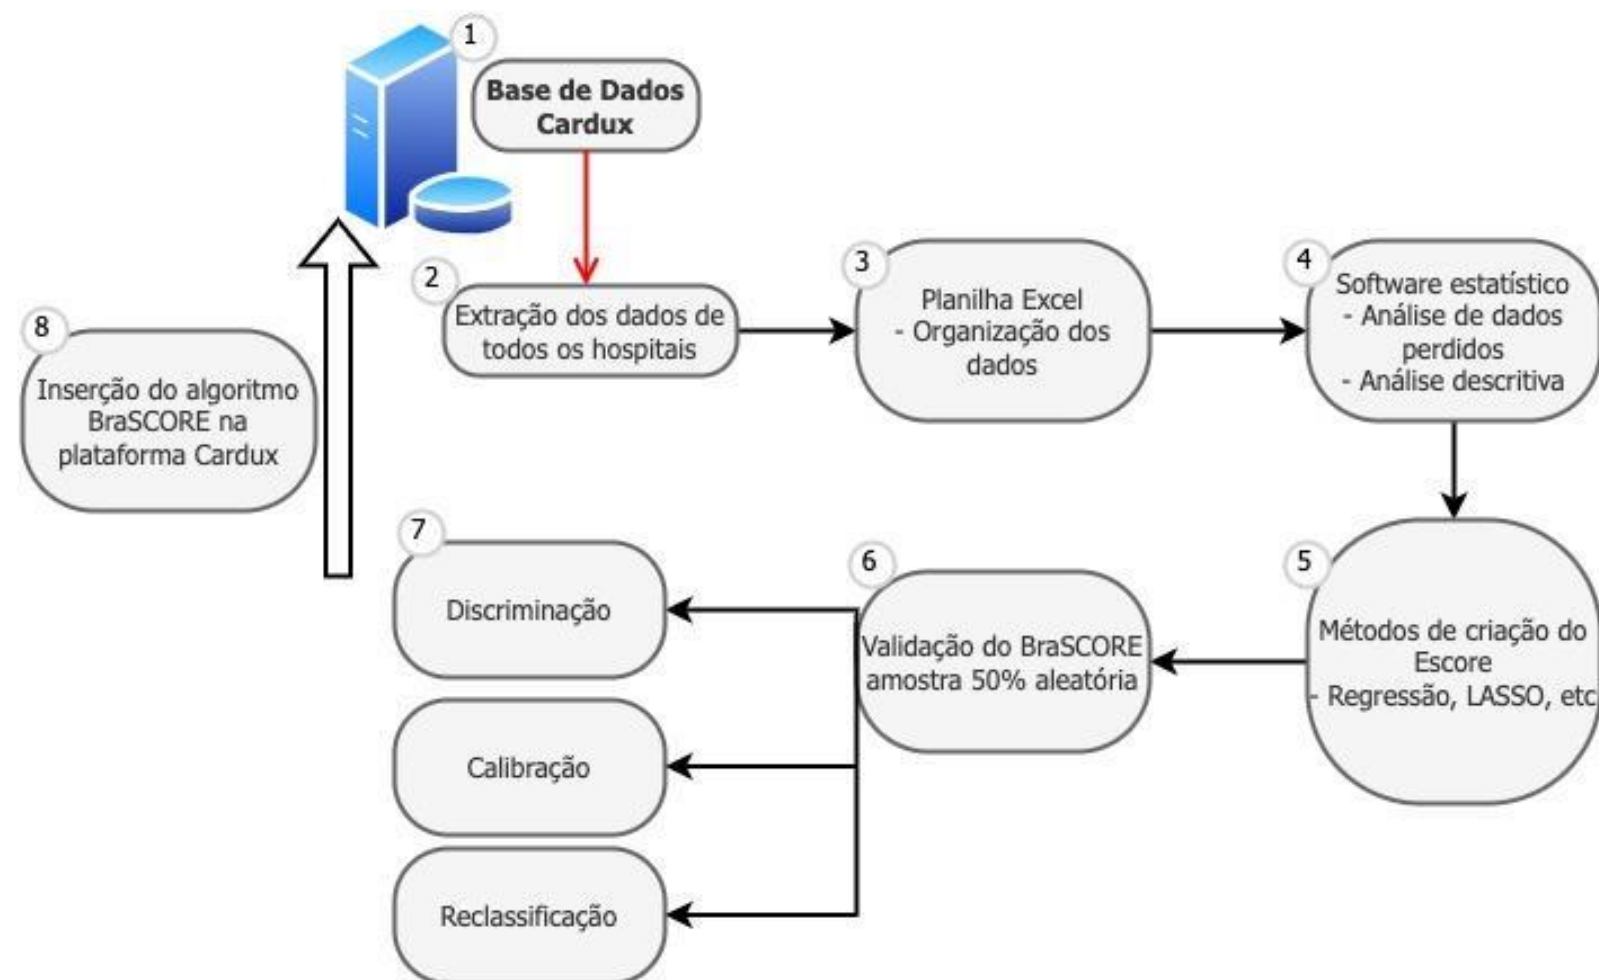 1
Base de Dados
Cardux
2
Extração dos dados de
todos os hospitais
3
Planilha Excel
- Organização dos
dados
4
Software estatístico
- Análise de dados
perdidos
- Análise descritiva
5
Métodos de criação do
Escore
- Regressão, LASSO, etc
6
Validação do BraSCORE
amostra 50% aleatória
7
Discriminação
Calibração
Reclassificação
8
Inserção do algoritmo
BraSCORE na
plataforma Cardux